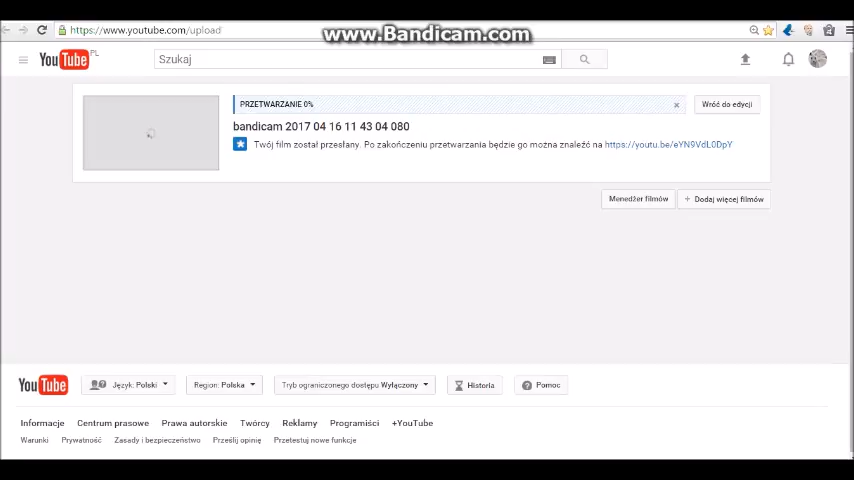 https://www.youtube.com/upload
www.Bandicam.com
YouTube PL
Szukaj
PRZETWARZANIE 0%
Wróć do edycji
bandicam 2017 04 16 11 43 04 080
Twój film został przesłany. Po zakończeniu przetwarzania będzie go można znaleźć na https://youtu.be/eYN9VdL0DpY
Menedżer filmów
+ Dodaj więcej filmów
YouTube
Język: Polski
Region: Polska
Tryb ograniczonego dostępu Wyłączony
Historia
Pomoc
Informacje Centrum prasowe Prawa autorskie Twórcy Reklamy Programiści +YouTube
Warunki Prywatność Zasady i bezpieczeństwo Prześlij opinię Przetestuj nowe funkcje